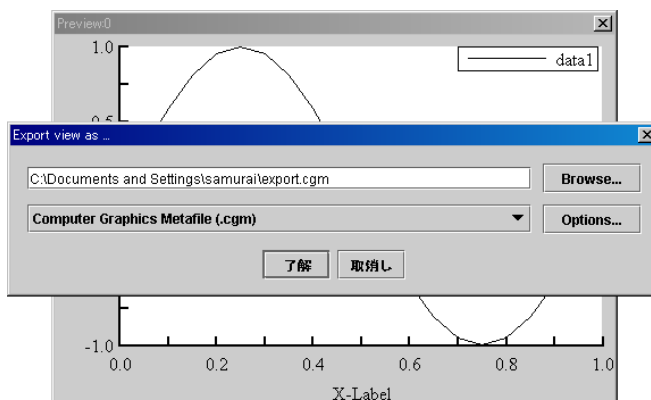 Preview:0
1.0
data1
0.5
Export view as ...
C:\Documents and Settings\samurai\export.cgm
Browse...
Computer Graphics Metafile (.cgm)
Options...
了解
取消し
-1.0
0.0
0.2
0.4
0.6
0.8
1.0
X-Label